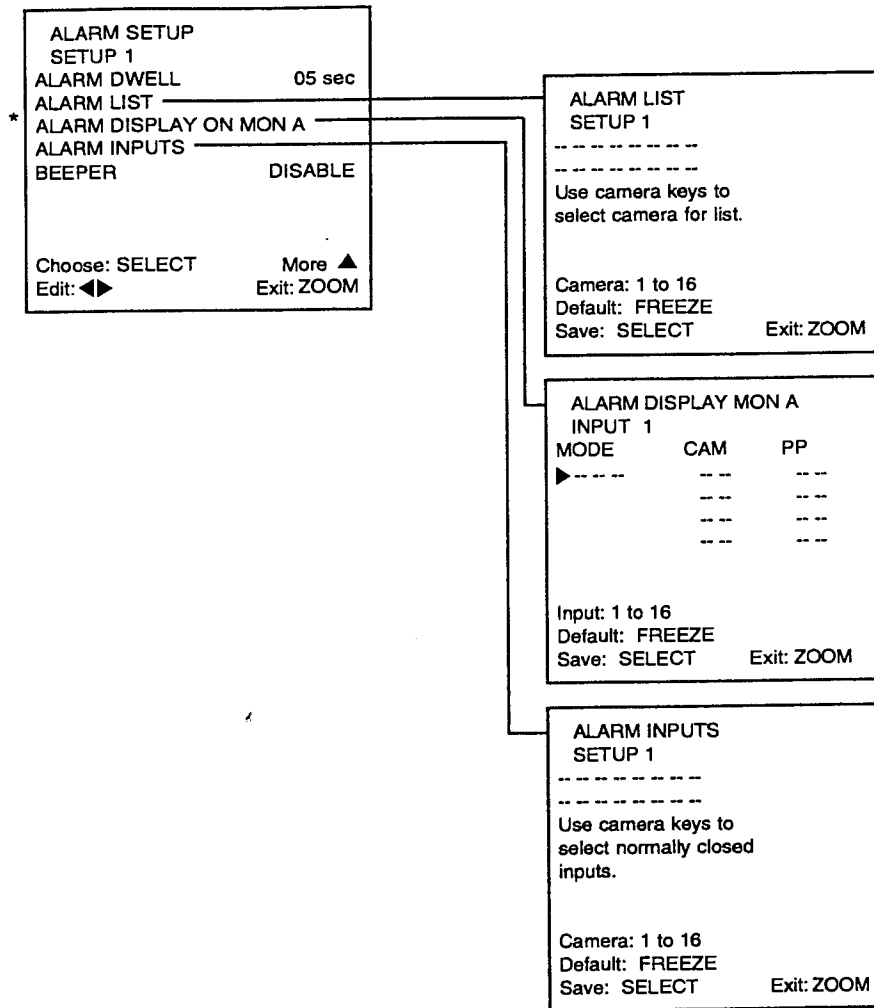 ALARM SETUP
SETUP 1
ALARM DWELL 05 sec
ALARM LIST
* ALARM DISPLAY ON MON A
ALARM INPUTS
BEEPER DISABLE
Choose: SELECT More ▲
Edit: ◀▶ Exit: ZOOM
ALARM LIST
SETUP 1
-- -- -- -- -- -- -- --
-- -- -- -- -- -- -- --
Use camera keys to
select camera for list.
Camera: 1 to 16
Default: FREEZE
Save: SELECT Exit: ZOOM
ALARM DISPLAY MON A
INPUT 1
MODE CAM PP
▶-- -- -- -- -- -- --
-- -- -- --
-- -- -- --
-- -- -- --
Input: 1 to 16
Default: FREEZE
Save: SELECT Exit: ZOOM
ALARM INPUTS
SETUP 1
-- -- -- -- -- -- -- --
-- -- -- -- -- -- -- --
Use camera keys to
select normally closed
inputs.
Camera: 1 to 16
Default: FREEZE
Save: SELECT Exit: ZOOM